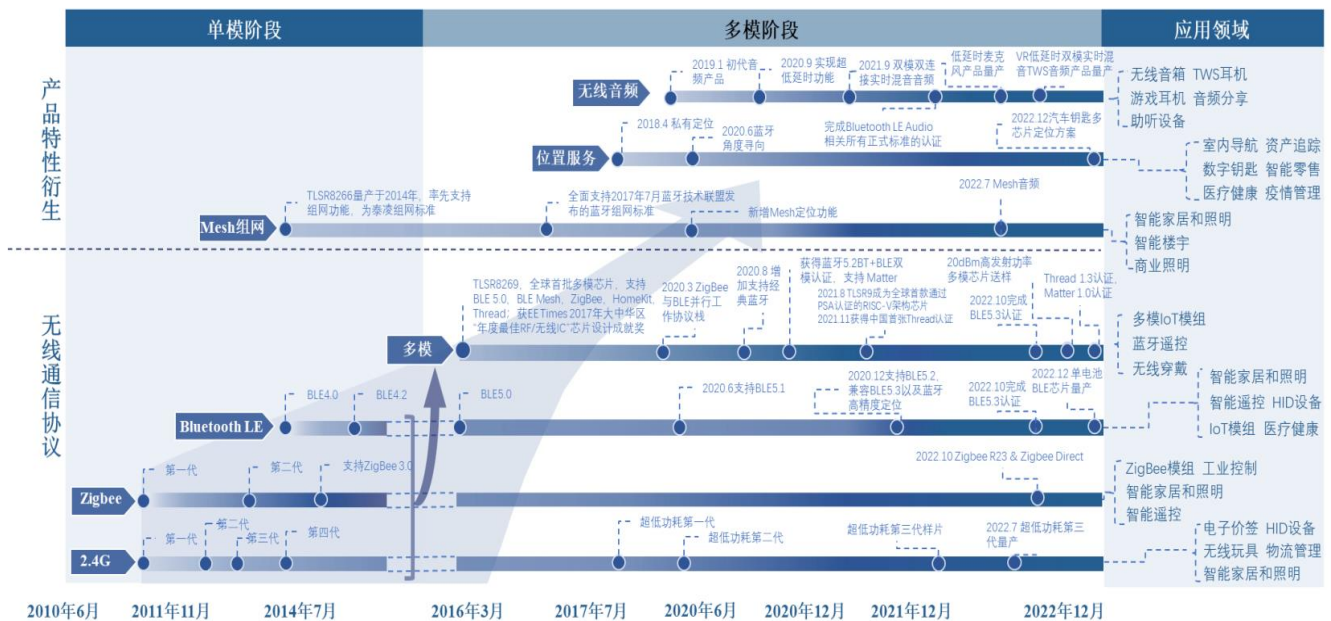 单模阶段
多模阶段
应用领域
产品特性衍生
无线音频
2019.1 初代音
频产品
2020.9 实现超
低延时功能
2021.9 双模双连
接实时混音音频
低延时麦克
风产品量产
VR低延时双模实时混
音TWS音频产品量产
完成Bluetooth LE Audio
相关所有正式标准的认证
无线音箱 TWS耳机
游戏耳机 音频分享
助听设备
位置服务
2018.4 私有定位
2020.6蓝牙
角度寻向
2022.12汽车钥匙多
芯片定位方案
室内导航 资产追踪
数字钥匙 智能零售
医疗健康 疫情管理
Mesh组网
TLSR8266量产于2014年，率先支持
组网功能，为泰凌组网标准
全面支持2017年7月蓝牙技术联盟发
布的蓝牙组网标准
新增Mesh定位功能
2022.7 Mesh音频
智能家居和照明
智能楼宇
商业照明
无线通信协议
多模
TLSR8269，全球首批多模芯片，支持
BLE 5.0，BLE Mesh，ZigBee，HomeKit，
Thread；获EETimes 2017年大中华区
“年度最佳RF/无线IC”芯片设计成就奖
2020.3 ZigBee
与BLE并行工
作协议栈
2020.8 增
加支持经
典蓝牙
获得蓝牙5.2BT+BLE双
模认证，支持 Matter
2021.8 TLSR9成为全球首款通过
PSA认证的RISC-V架构芯片
2021.11获得中国首张Thread认证
20dBm高发射功率
多模芯片送样
2022.10完成
BLE5.3认证
Thread 1.3认证，
Matter 1.0认证
多模IoT模组
蓝牙遥控
无线穿戴
Bluetooth LE
BLE4.0
BLE4.2
BLE5.0
2020.6支持BLE5.1
2020.12支持BLE5.2，
兼容BLE5.3以及蓝牙
高精度定位
2022.10完成
BLE5.3认证
2022.12 单电池
BLE芯片量产
智能家居和照明
智能遥控 HID设备
IoT模组 医疗健康
Zigbee
第一代
第二代
支持ZigBee 3.0
2022.10 Zigbee R23 & Zigbee Direct
ZigBee模组 工业控制
智能家居和照明
智能遥控
2.4G
第一代
第二代
第三代
第四代
超低功耗第一代
超低功耗第二代
超低功耗第三代样片
2022.7 超低功耗第三
代量产
电子价签 HID设备
无线玩具 物流管理
智能家居和照明
2010年6月
2011年11月
2014年7月
2016年3月
2017年7月
2020年6月
2020年12月
2021年12月
2022年12月